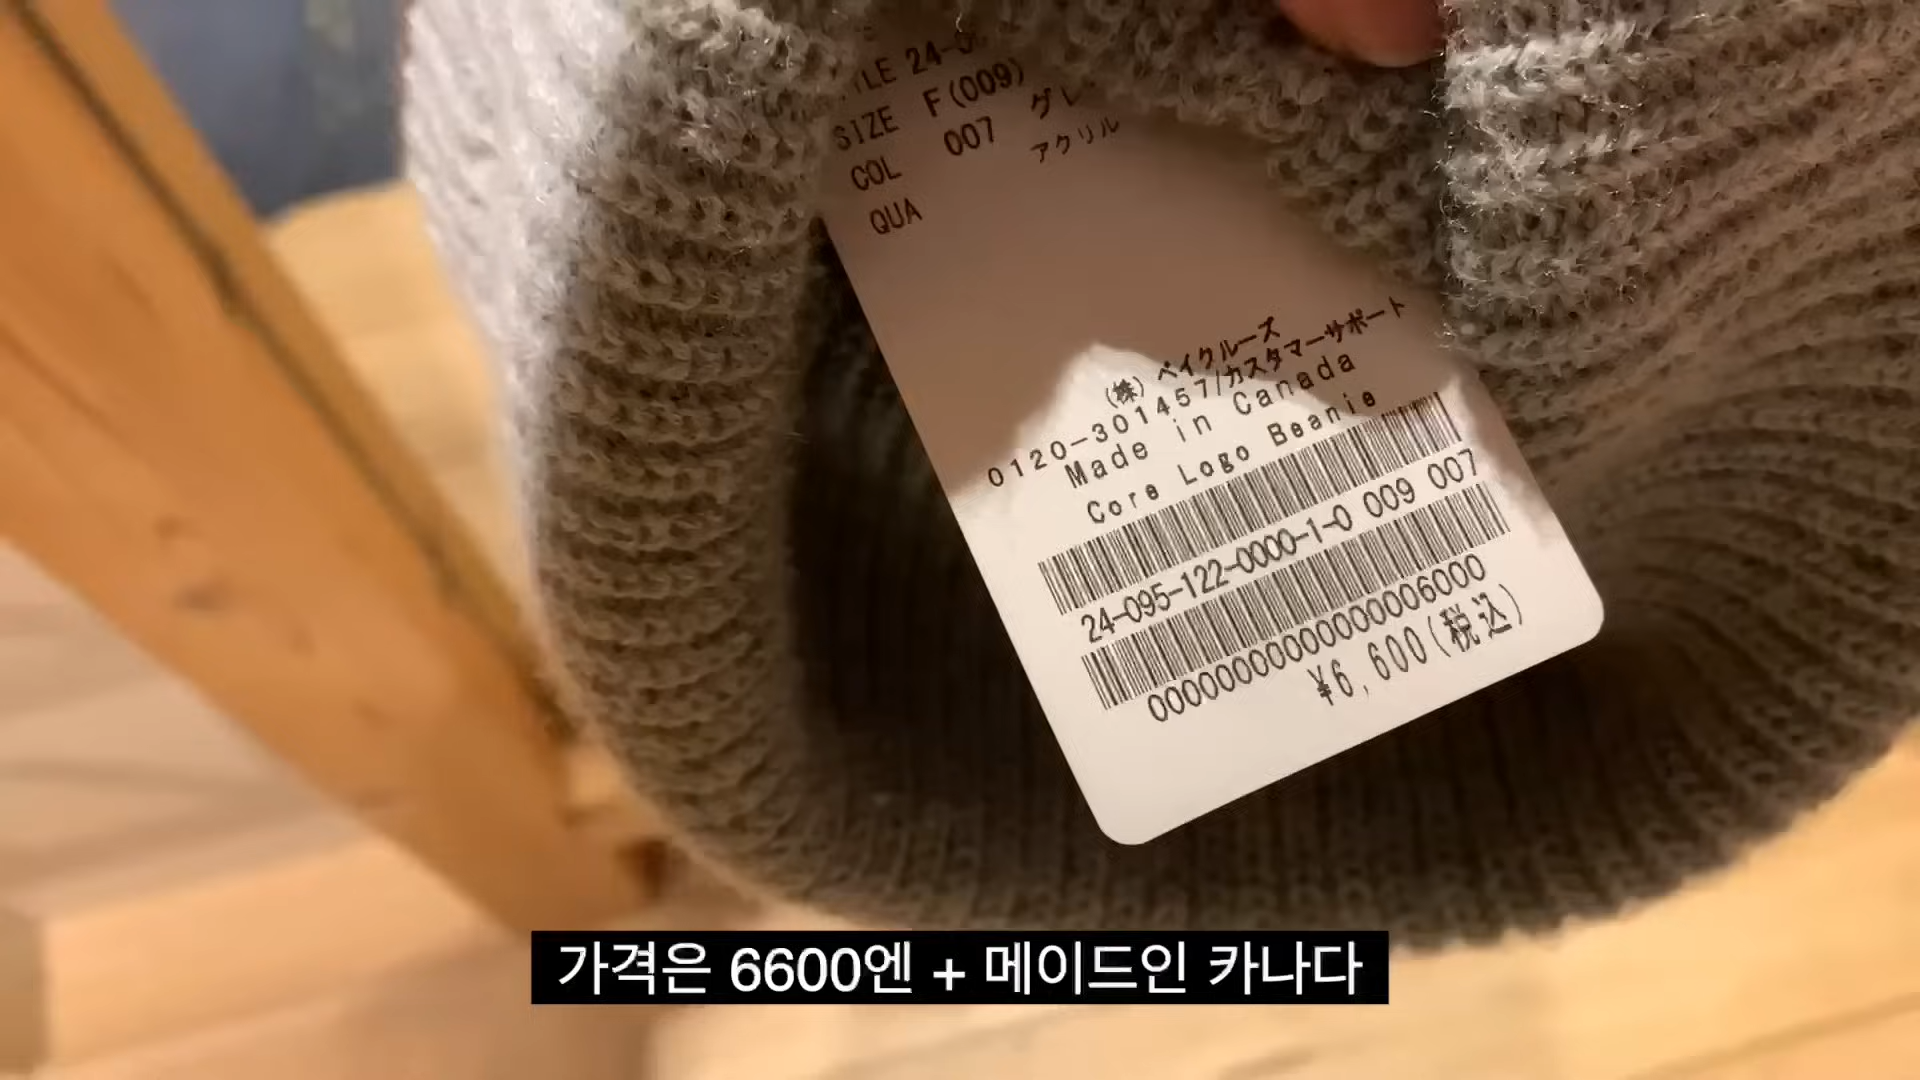 SIZE F(009)
COL 007
アクリル
QUA
(株)ベイクルーズ
0120-301457/カスタマーサポート
Made in Canada
Core Logo Beanie
24-095-122-0000-1-0 009 007
¥6,600(税込)
가격은 6600엔 + 메이드인 카나다